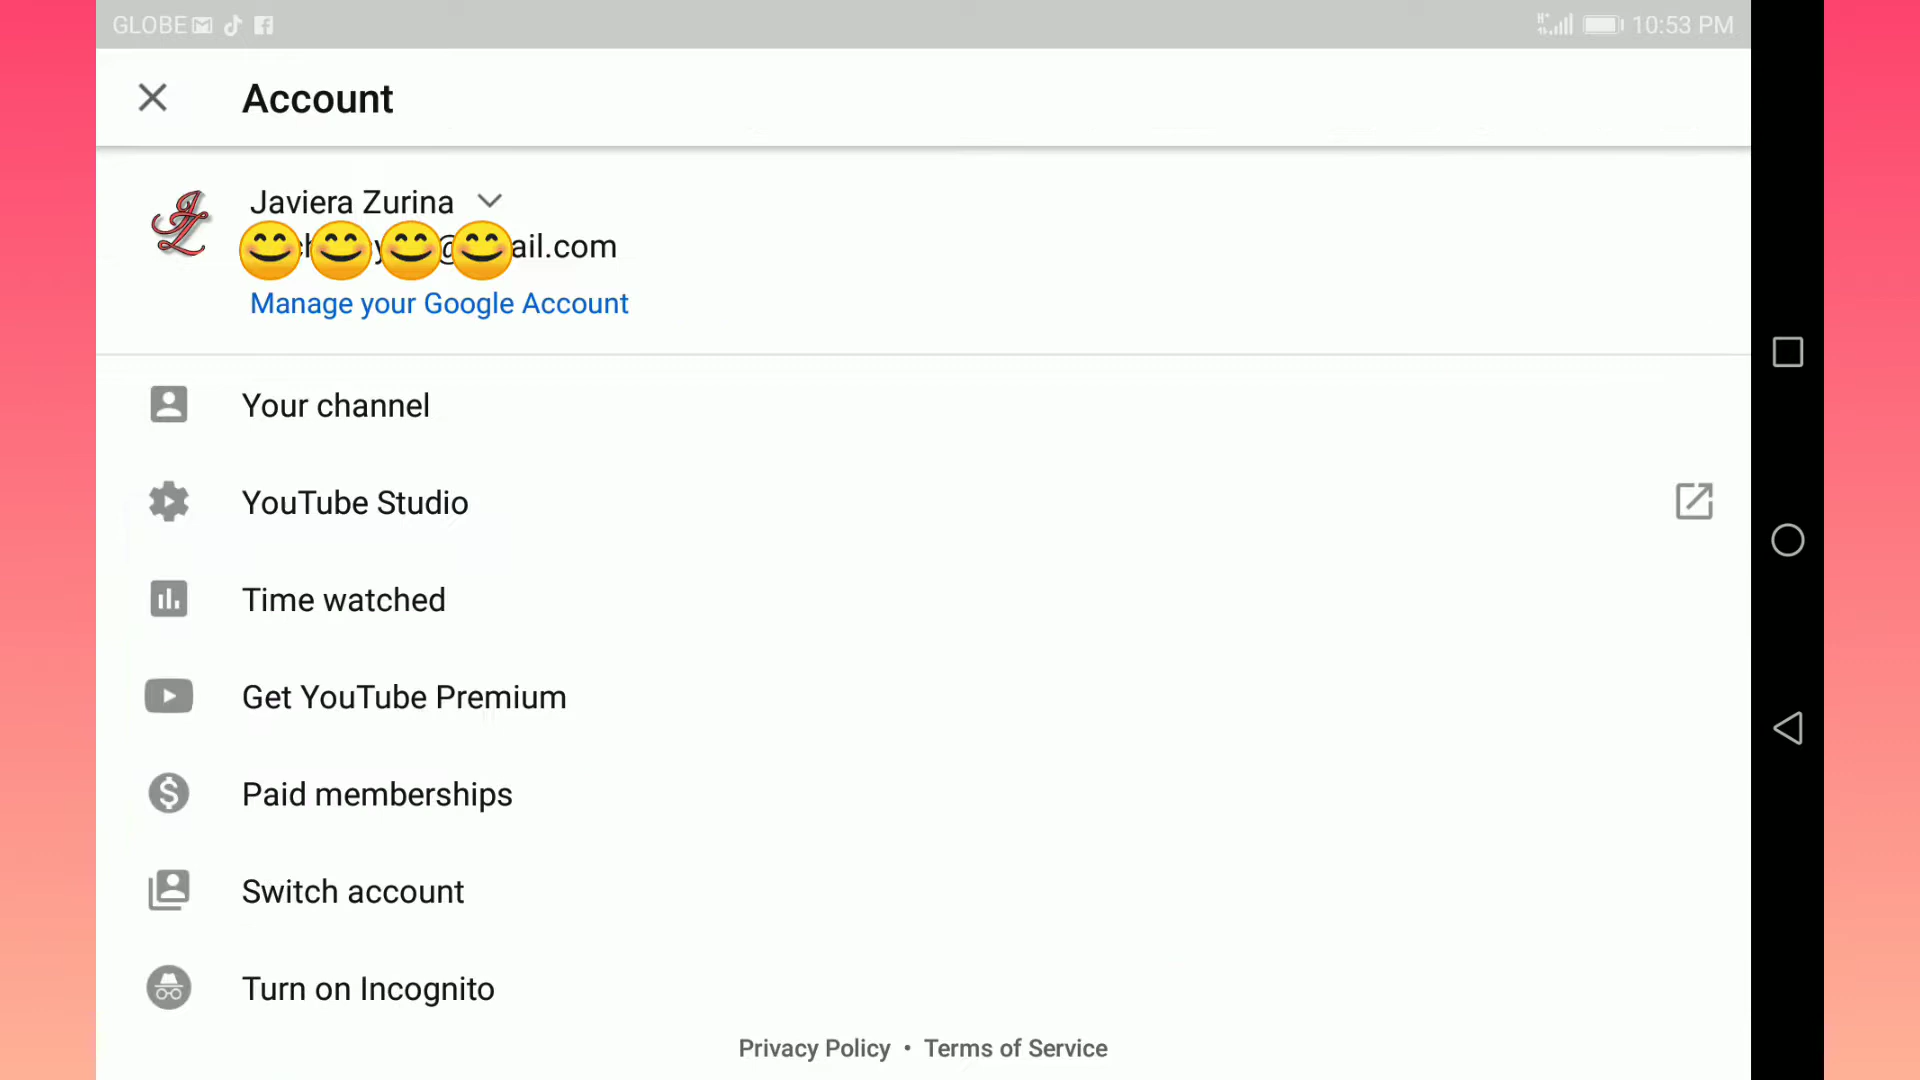 GLOBE
10:53 PM
Account
Javiera Zurina
ail.com
Manage your Google Account
Your channel
YouTube Studio
Time watched
Get YouTube Premium
Paid memberships
Switch account
Turn on Incognito
Privacy Policy • Terms of Service